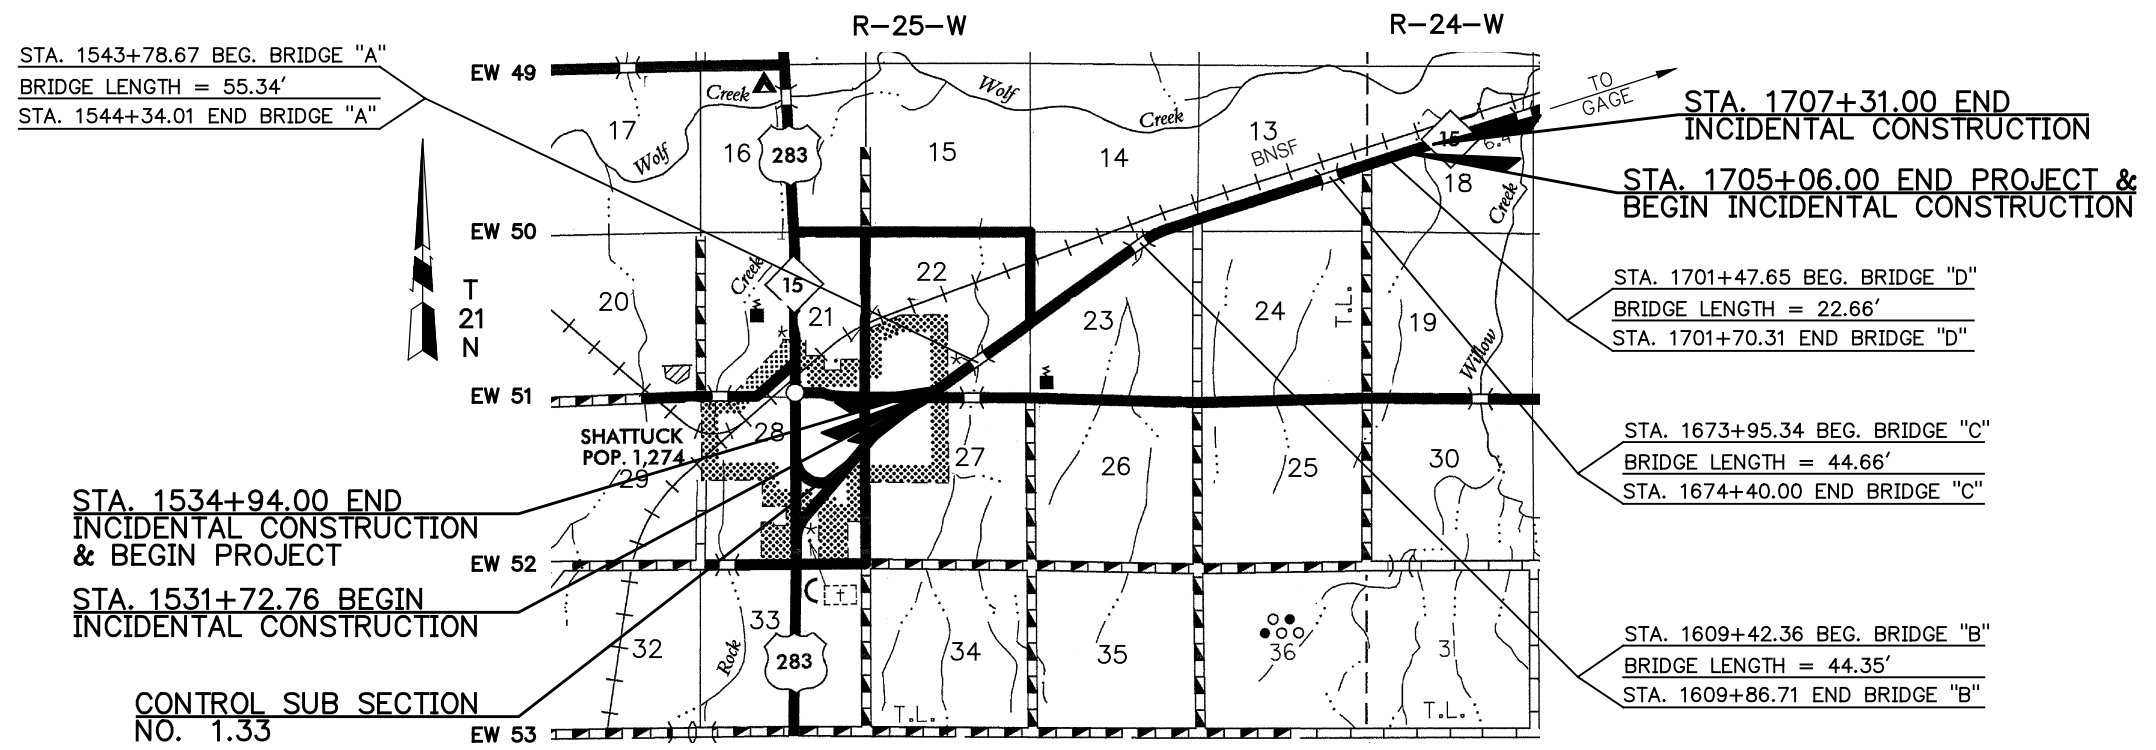 R-25-W
R-24-W
STA. 1543+78.67 BEG. BRIDGE "A"
BRIDGE LENGTH = 55.34'
STA. 1544+34.01 END BRIDGE "A"
EW 49
EW 50
EW 51
EW 52
EW 53
T
21
N
TO
GAGE
STA. 1707+31.00 END
INCIDENTAL CONSTRUCTION
STA. 1705+06.00 END PROJECT &
BEGIN INCIDENTAL CONSTRUCTION
STA. 1701+47.65 BEG. BRIDGE "D"
BRIDGE LENGTH = 22.66'
STA. 1701+70.31 END BRIDGE "D"
STA. 1673+95.34 BEG. BRIDGE "C"
BRIDGE LENGTH = 44.66'
STA. 1674+40.00 END BRIDGE "C"
STA. 1609+42.36 BEG. BRIDGE "B"
BRIDGE LENGTH = 44.35'
STA. 1609+86.71 END BRIDGE "B"
STA. 1534+94.00 END
INCIDENTAL CONSTRUCTION
& BEGIN PROJECT
STA. 1531+72.76 BEGIN
INCIDENTAL CONSTRUCTION
CONTROL SUB SECTION
NO. 1.33
17
16
15
14
13
18
Wolf
Creek
Wolf
Creek
BNSF
283
15
Creek
20
Creek
15
21
22
23
24
T.L.
19
Willow
SHATTUCK
POP. 1,274
28
29
27
26
25
30
32
33
Rock
283
34
35
36
31
T.L.
T.L.
W
W
6.4